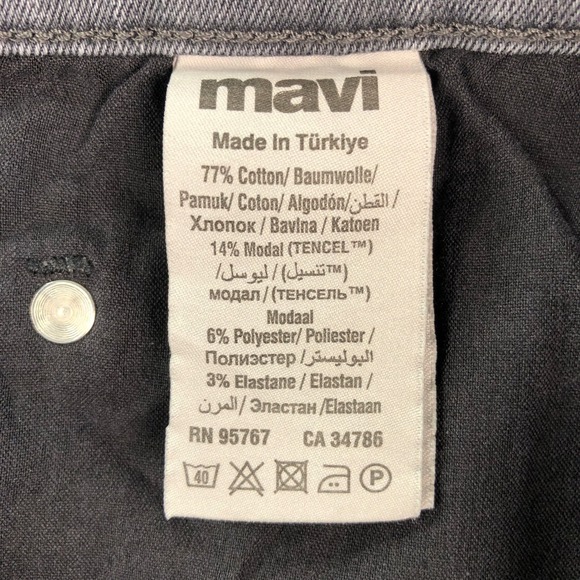 mavi
Made In Türkiye
77% Cotton/ Baumwolle/
Pamuk/ Coton/ Algodón/القطن/
Хлопок / Bavlna / Katoen
14% Modal (TENCEL™)
/ليوسل / (تنسيل™)
модал / (ТЕНСЕЛЬ™)
Modaal
6% Polyester/ Poliester /
Полиэстер /البوليستر/
3% Elastane / Elastan /
المرن/ Эластан /Elastaan
RN 95767 CA 34786
40 P